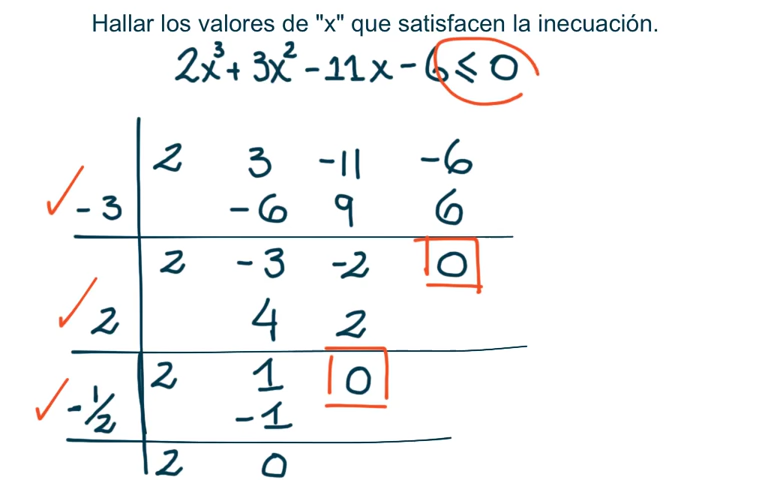 Hallar los valores de "x" que satisfacen la inecuación.
2x³ + 3x² - 11x - 6 ⩽ 0
2 3 -11 -6
-3 -6 9 6
2 -3 -2 0
2 4 2
2 1 0
-1/2 -1
2 0